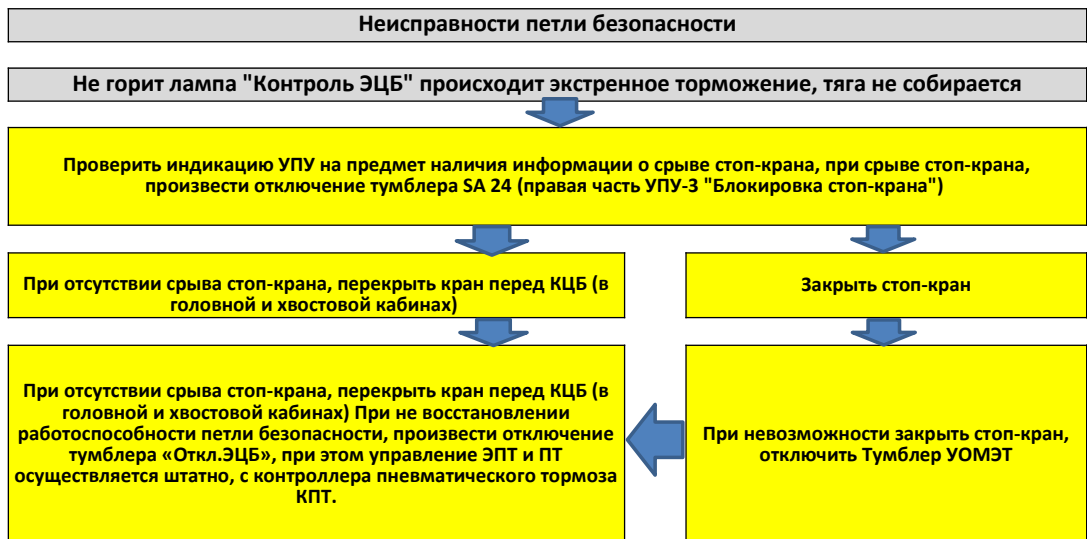 Неисправности петли безопасности
Не горит лампа "Контроль ЭЦБ" происходит экстренное торможение, тяга не собирается
Проверить индикацию УПУ на предмет наличия информации о срыве стоп-крана, при срыве стоп-крана,
произвести отключение тумблера SA 24 (правая часть УПУ-3 "Блокировка стоп-крана")
При отсутствии срыва стоп-крана, перекрыть кран перед КЦБ (в
головной и хвостовой кабинах)
Закрыть стоп-кран
При отсутствии срыва стоп-крана, перекрыть кран перед КЦБ (в
головной и хвостовой кабинах) При не восстановлении
работоспособности петли безопасности, произвести отключение
тумблера «Откл.ЭЦБ», при этом управление ЭПТ и ПТ
осуществляется штатно, с контроллера пневматического тормоза
КПТ.
При невозможности закрыть стоп-кран,
отключить Тумблер УОМЭТ